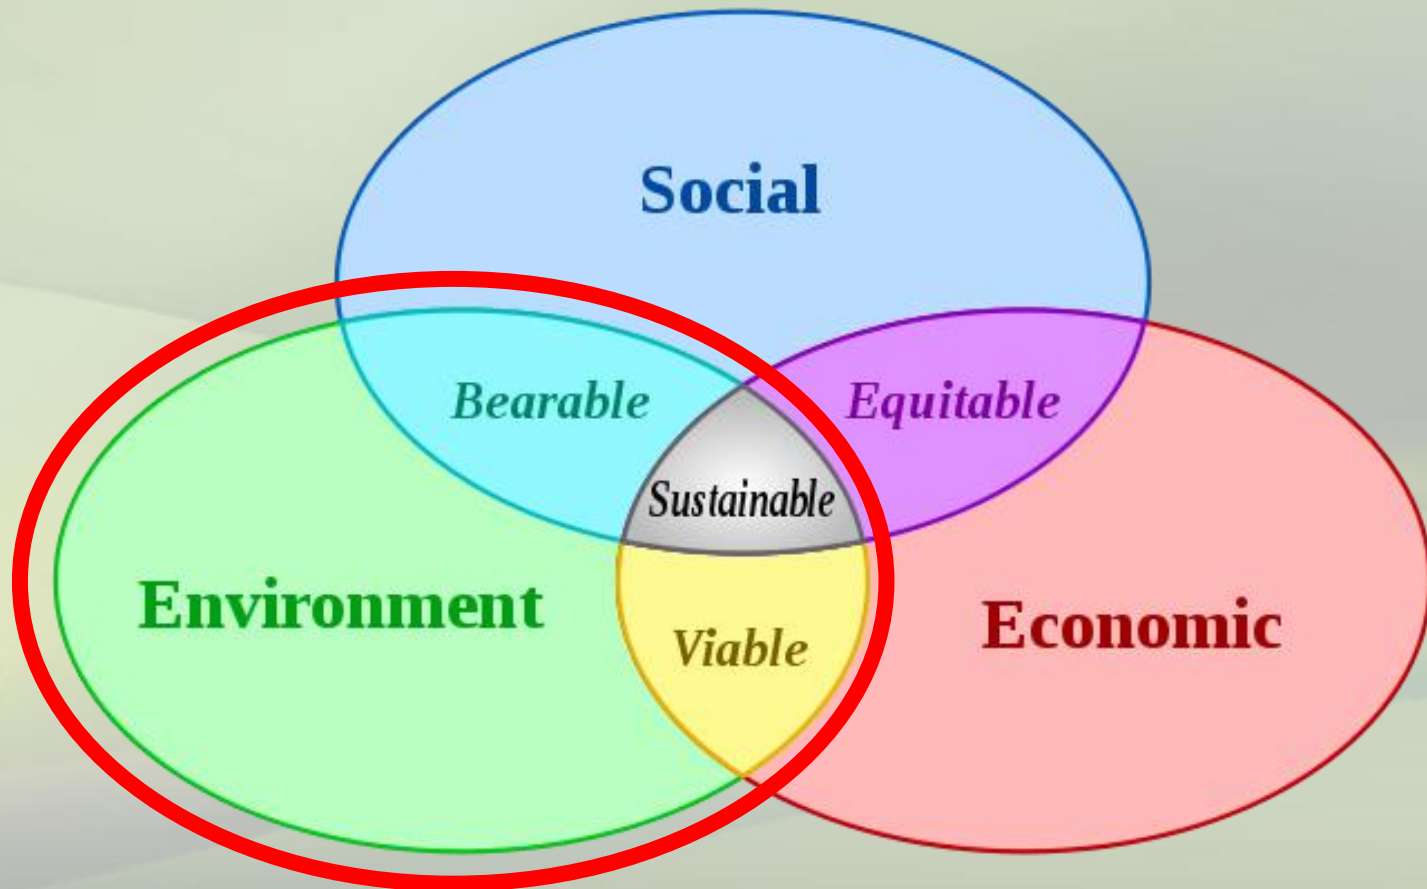 Social
Bearable
Equitable
Sustainable
Environment
Economic
Viable